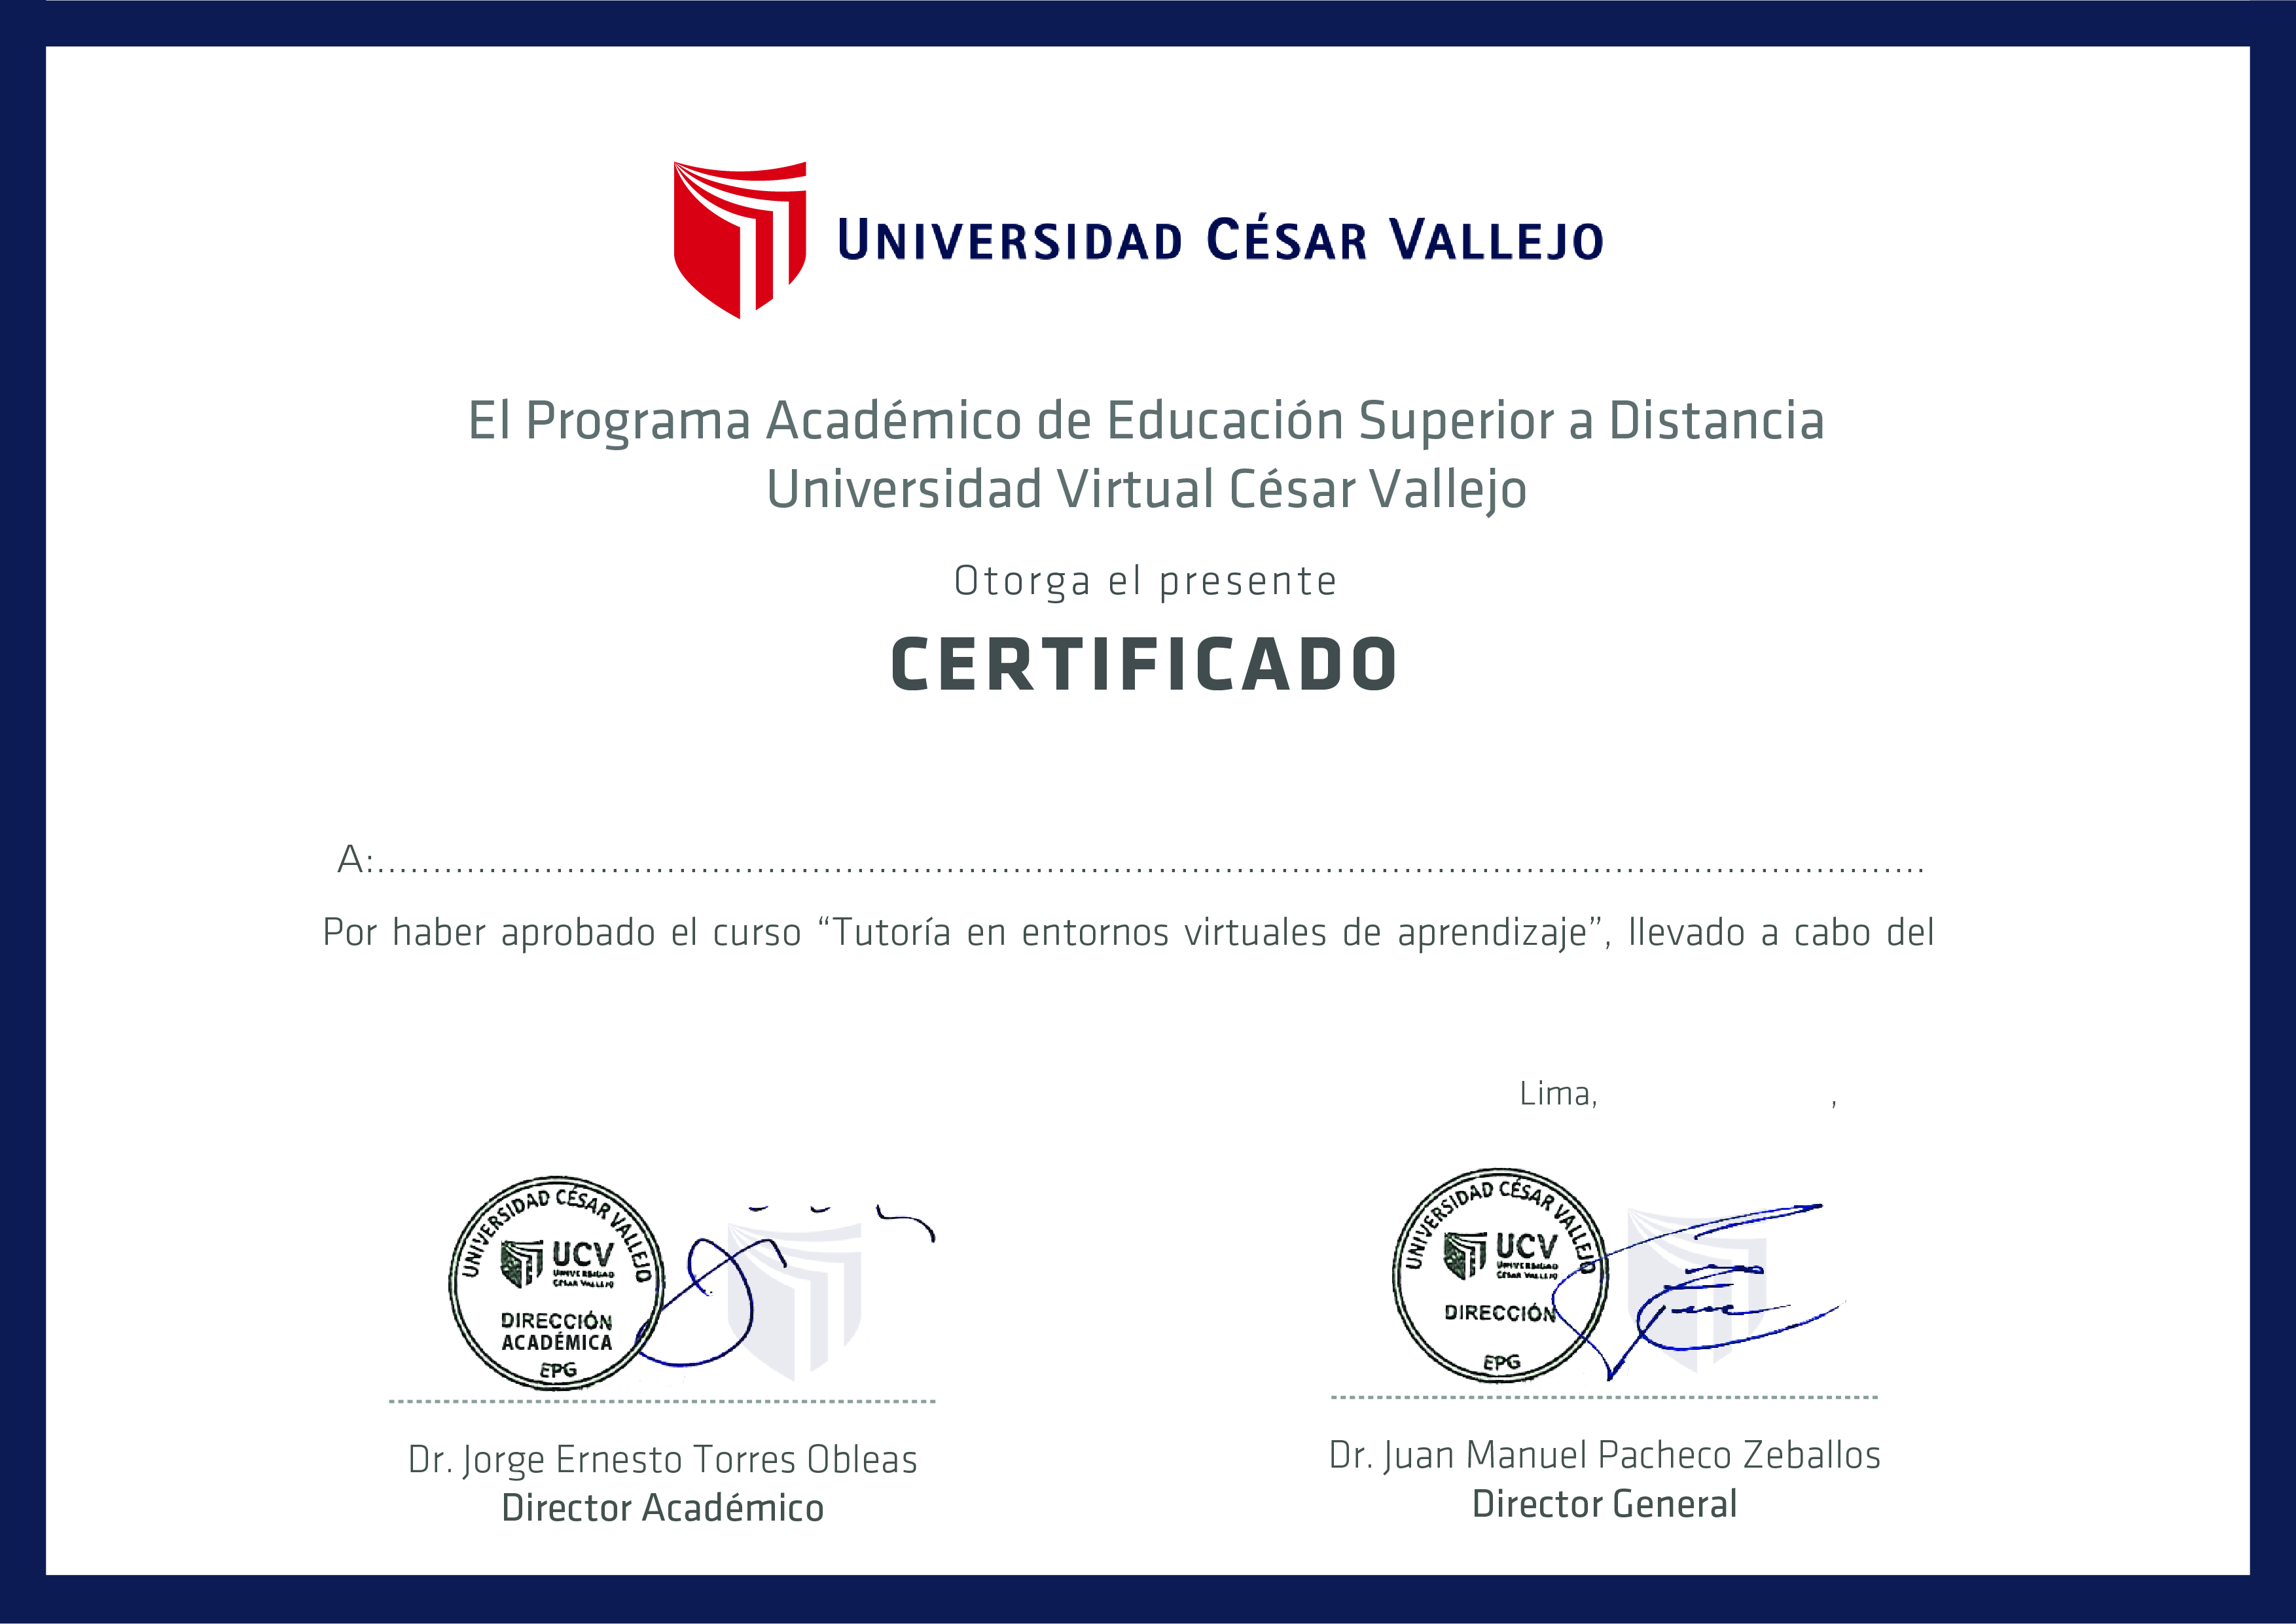 UNIVERSIDAD CÉSAR VALLEJO
El Programa Académico de Educación Superior a Distancia
Universidad Virtual César Vallejo
Otorga el presente
CERTIFICADO
A:............................................................................................................................................
Por haber aprobado el curso “Tutoría en entornos virtuales de aprendizaje”, llevado a cabo del
Lima, ,
UNIVERSIDAD CÉSAR VALLEJO
UCV
UNIVERSIDAD
CÉSAR VALLEJO
DIRECCIÓN
ACADÉMICA
EPG
Dr. Jorge Ernesto Torres Obleas
Director Académico
UNIVERSIDAD CÉSAR VALLEJO
UCV
UNIVERSIDAD
CÉSAR VALLEJO
DIRECCIÓN
EPG
Dr. Juan Manuel Pacheco Zeballos
Director General